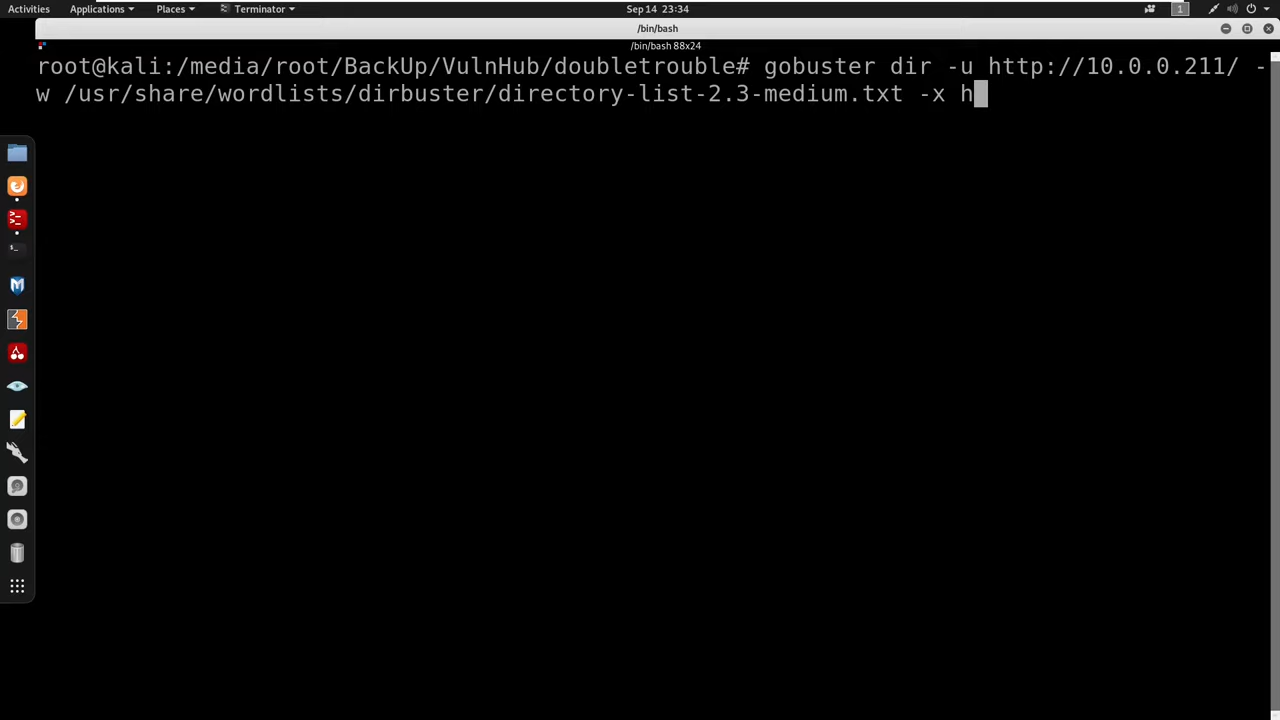 Activities Applications Places Terminator Sep 14 23:34 1
/bin/bash
/bin/bash 88x24
root@kali:/media/root/BackUp/VulnHub/doubletrouble# gobuster dir -u http://10.0.0.211/ -
w /usr/share/wordlists/dirbuster/directory-list-2.3-medium.txt -x h